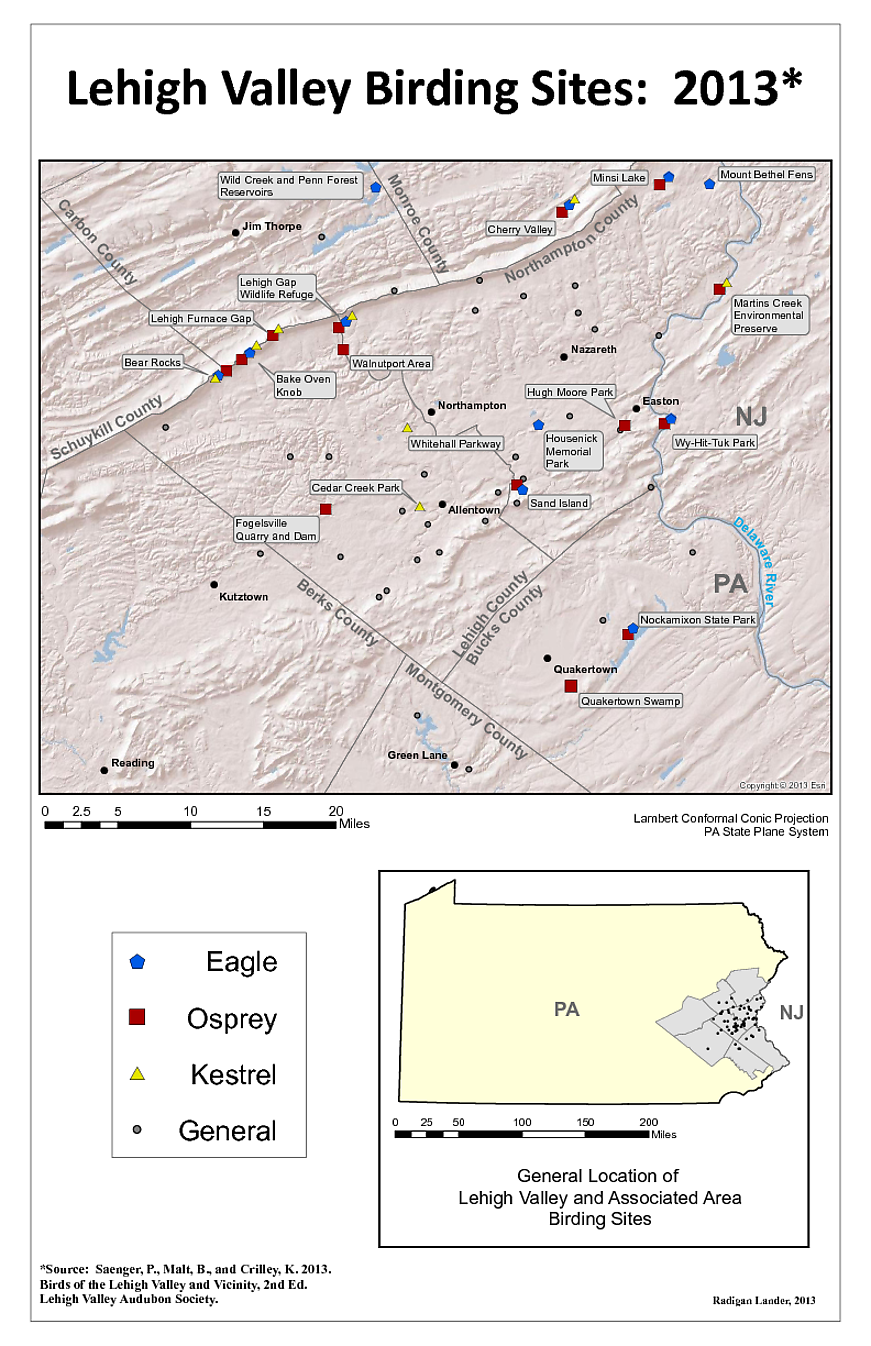 Lehigh Valley Birding Sites:  2013*
Wild Creek and Penn Forest
Reservoirs
Minsi Lake
Mount Bethel Fens
Monroe County
Carbon County
Jim Thorpe
Cherry Valley
Northampton County
Lehigh Gap
Wildlife Refuge
Martins Creek
Environmental
Preserve
Lehigh Furnace Gap
Bear Rocks
Bake Oven
Knob
Walnutport Area
Nazareth
Hugh Moore Park
Easton
NJ
Northampton
Schuykill County
Whitehall Parkway
Housenick
Memorial
Park
Wy-Hit-Tuk Park
Cedar Creek Park
Sand Island
Allentown
Fogelsville
Quarry and Dam
Delaware River
PA
Kutztown
Berks County
Lehigh County
Bucks County
Nockamixon State Park
Quakertown
Quakertown Swamp
Montgomery County
Green Lane
Reading
Copyright:© 2013 Esri
0 2.5 5 10 15 20
Miles
Lambert Conformal Conic Projection
PA State Plane System
Eagle
Osprey
Kestrel
General
PA
NJ
0 25 50 100 150 200
Miles
General Location of
Lehigh Valley and Associated Area
Birding Sites
*Source:  Saenger, P., Malt, B., and Crilley, K. 2013.
Birds of the Lehigh Valley and Vicinity, 2nd Ed.
Lehigh Valley Audubon Society.
Radigan Lander, 2013